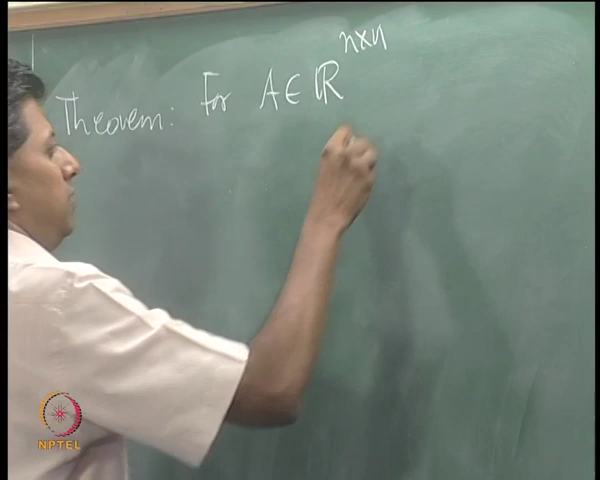 Theorem: For A ∈ ℝ^{n×n}
NPTEL